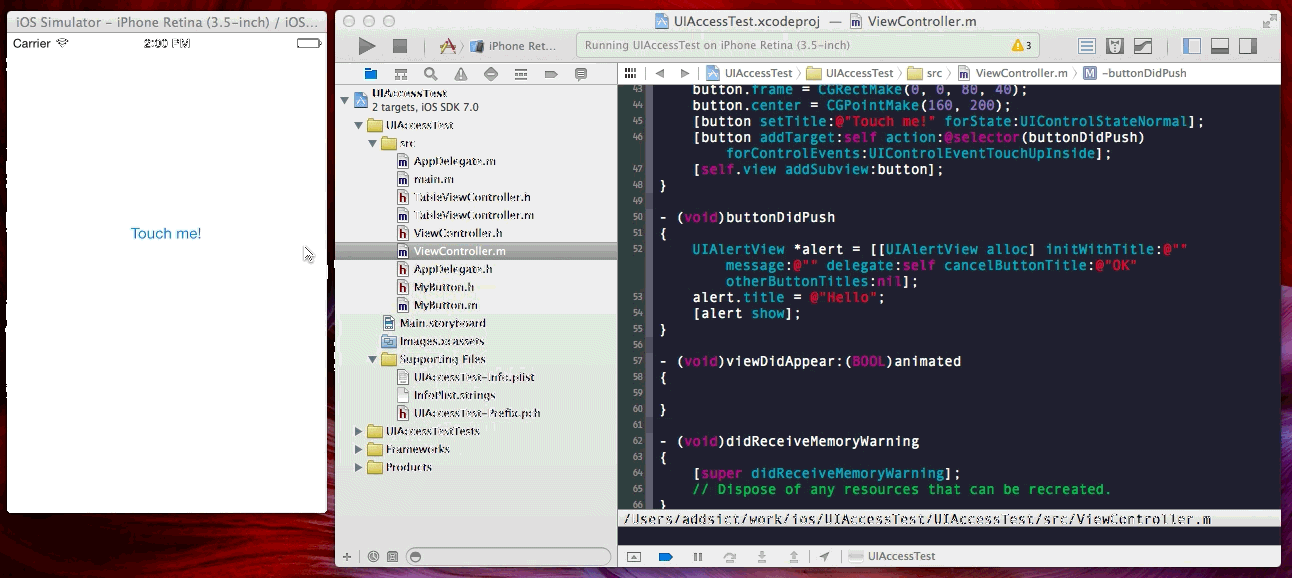 iOS Simulator - iPhone Retina (3.5-inch) / iOS...
Carrier 2:00 PM
Touch me!
UIAccessTest.xcodeproj — ViewController.m
iPhone Ret...
Running UIAccessTest on iPhone Retina (3.5-inch)
3
UIAccessTest
2 targets, iOS SDK 7.0
UIAccessTest
src
AppDelegate.m
main.m
TableViewController.h
TableViewController.m
ViewController.h
ViewController.m
AppDelegate.h
MyButton.h
MyButton.m
Main.storyboard
Images.xcassets
Supporting Files
UIAccessTest-Info.plist
InfoPlist.strings
UIAccessTest-Prefix.pch
UIAccessTestTests
Frameworks
Products
UIAccessTest UIAccessTest src ViewController.m M -buttonDidPush
43 button.frame = CGRectMake(0, 0, 80, 40);
44 button.center = CGPointMake(160, 200);
45 [button setTitle:@"Touch me!" forState:UIControlStateNormal];
46 [button addTarget:self action:@selector(buttonDidPush)
forControlEvents:UIControlEventTouchUpInside];
47 [self.view addSubview:button];
48 }
49
50 - (void)buttonDidPush
51 {
52 UIAlertView *alert = [[UIAlertView alloc] initWithTitle:@""
message:@"" delegate:self cancelButtonTitle:@"OK"
otherButtonTitles:nil];
53 alert.title = @"Hello";
54 [alert show];
55 }
56
57 - (void)viewDidAppear:(BOOL)animated
58 {
59
60 }
61
62 - (void)didReceiveMemoryWarning
63 {
64 [super didReceiveMemoryWarning];
65 // Dispose of any resources that can be recreated.
66 }
/Users/addsict/work/ios/UIAccessTest/UIAccessTest/src/ViewController.m
UIAccessTest